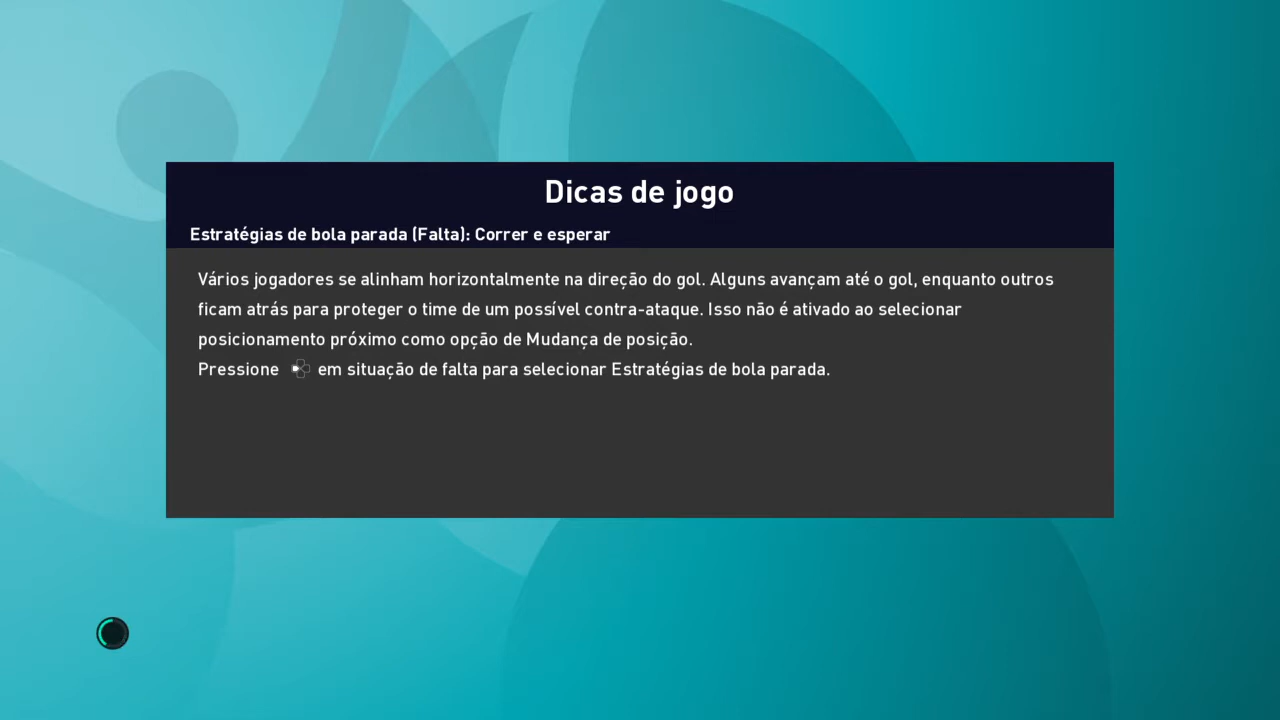 Dicas de jogo
Estratégias de bola parada (Falta): Correr e esperar
Vários jogadores se alinham horizontalmente na direção do gol. Alguns avançam até o gol, enquanto outros
ficam atrás para proteger o time de um possível contra-ataque. Isso não é ativado ao selecionar
posicionamento próximo como opção de Mudança de posição.
Pressione em situação de falta para selecionar Estratégias de bola parada.